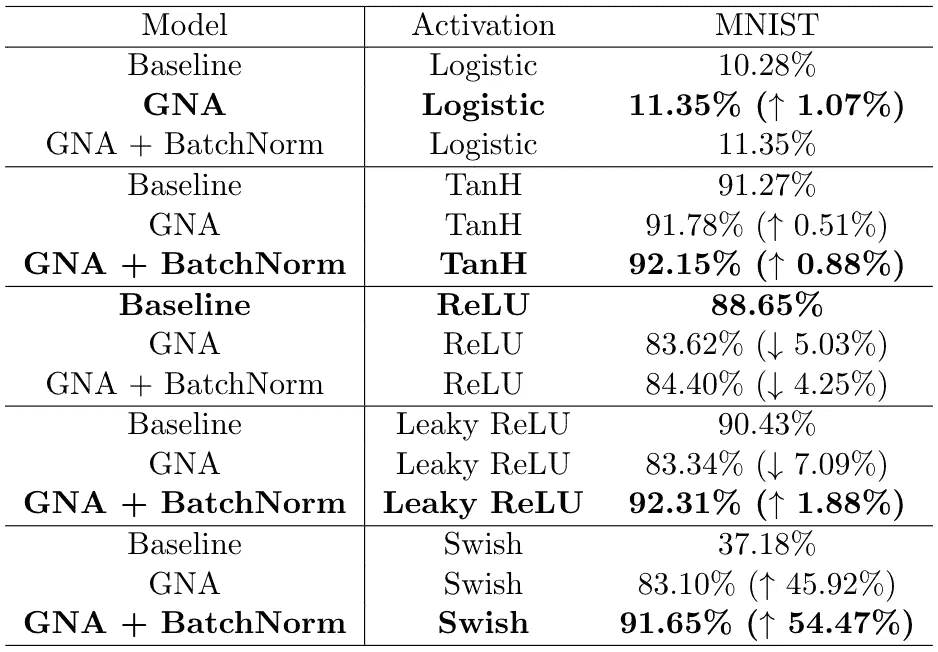 Model Activation MNIST
Baseline Logistic 10.28%
GNA Logistic 11.35% (↑ 1.07%)
GNA + BatchNorm Logistic 11.35%
Baseline TanH 91.27%
GNA TanH 91.78% (↑ 0.51%)
GNA + BatchNorm TanH 92.15% (↑ 0.88%)
Baseline ReLU 88.65%
GNA ReLU 83.62% (↓ 5.03%)
GNA + BatchNorm ReLU 84.40% (↓ 4.25%)
Baseline Leaky ReLU 90.43%
GNA Leaky ReLU 83.34% (↓ 7.09%)
GNA + BatchNorm Leaky ReLU 92.31% (↑ 1.88%)
Baseline Swish 37.18%
GNA Swish 83.10% (↑ 45.92%)
GNA + BatchNorm Swish 91.65% (↑ 54.47%)